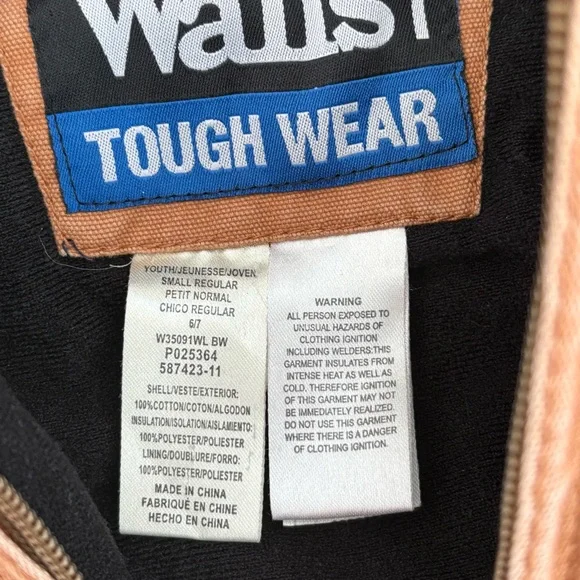 Walls
TOUGH WEAR
YOUTH/JEUNESSE/JOVEN
SMALL REGULAR
PETIT NORMAL
CHICO REGULAR
6/7
W35091WL BW
P025364
587423-11
SHELL/VESTE/EXTERIOR:
100%COTTON/COTON/ALGODON
INSULATION/ISOLATION/AISLAMIENTO:
100%POLYESTER/POLIESTER
LINING/DOUBLURE/FORRO:
100%POLYESTER/POLIESTER
MADE IN CHINA
FABRIQUÉ EN CHINE
HECHO EN CHINA
WARNING
ALL PERSON EXPOSED TO
UNUSUAL HAZARDS OF
CLOTHING IGNITION
INCLUDING WELDERS:THIS
GARMENT INSULATES FROM
INTENSE HEAT AS WELL AS
COLD. THEREFORE IGNITION
OF THIS GARMENT MAY NOT
BE IMMEDIATELY REALIZED.
DO NOT USE THIS GARMENT
WHERE THERE IS A DANGER
OF CLOTHING IGNITION.